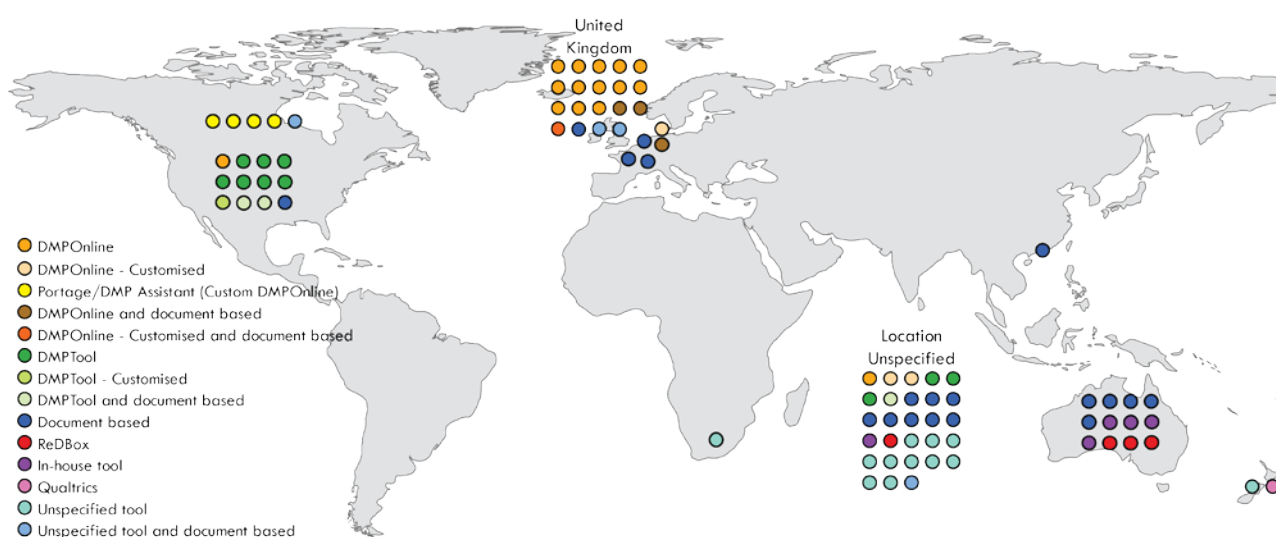 United
Kingdom
DMPOnline
DMPOnline - Customised
Portage/DMP Assistant (Custom DMPOnline)
DMPOnline and document based
DMPOnline - Customised and document based
DMPTool
DMPTool - Customised
DMPTool and document based
Document based
ReDBox
In-house tool
Qualtrics
Unspecified tool
Unspecified tool and document based
Location
Unspecified